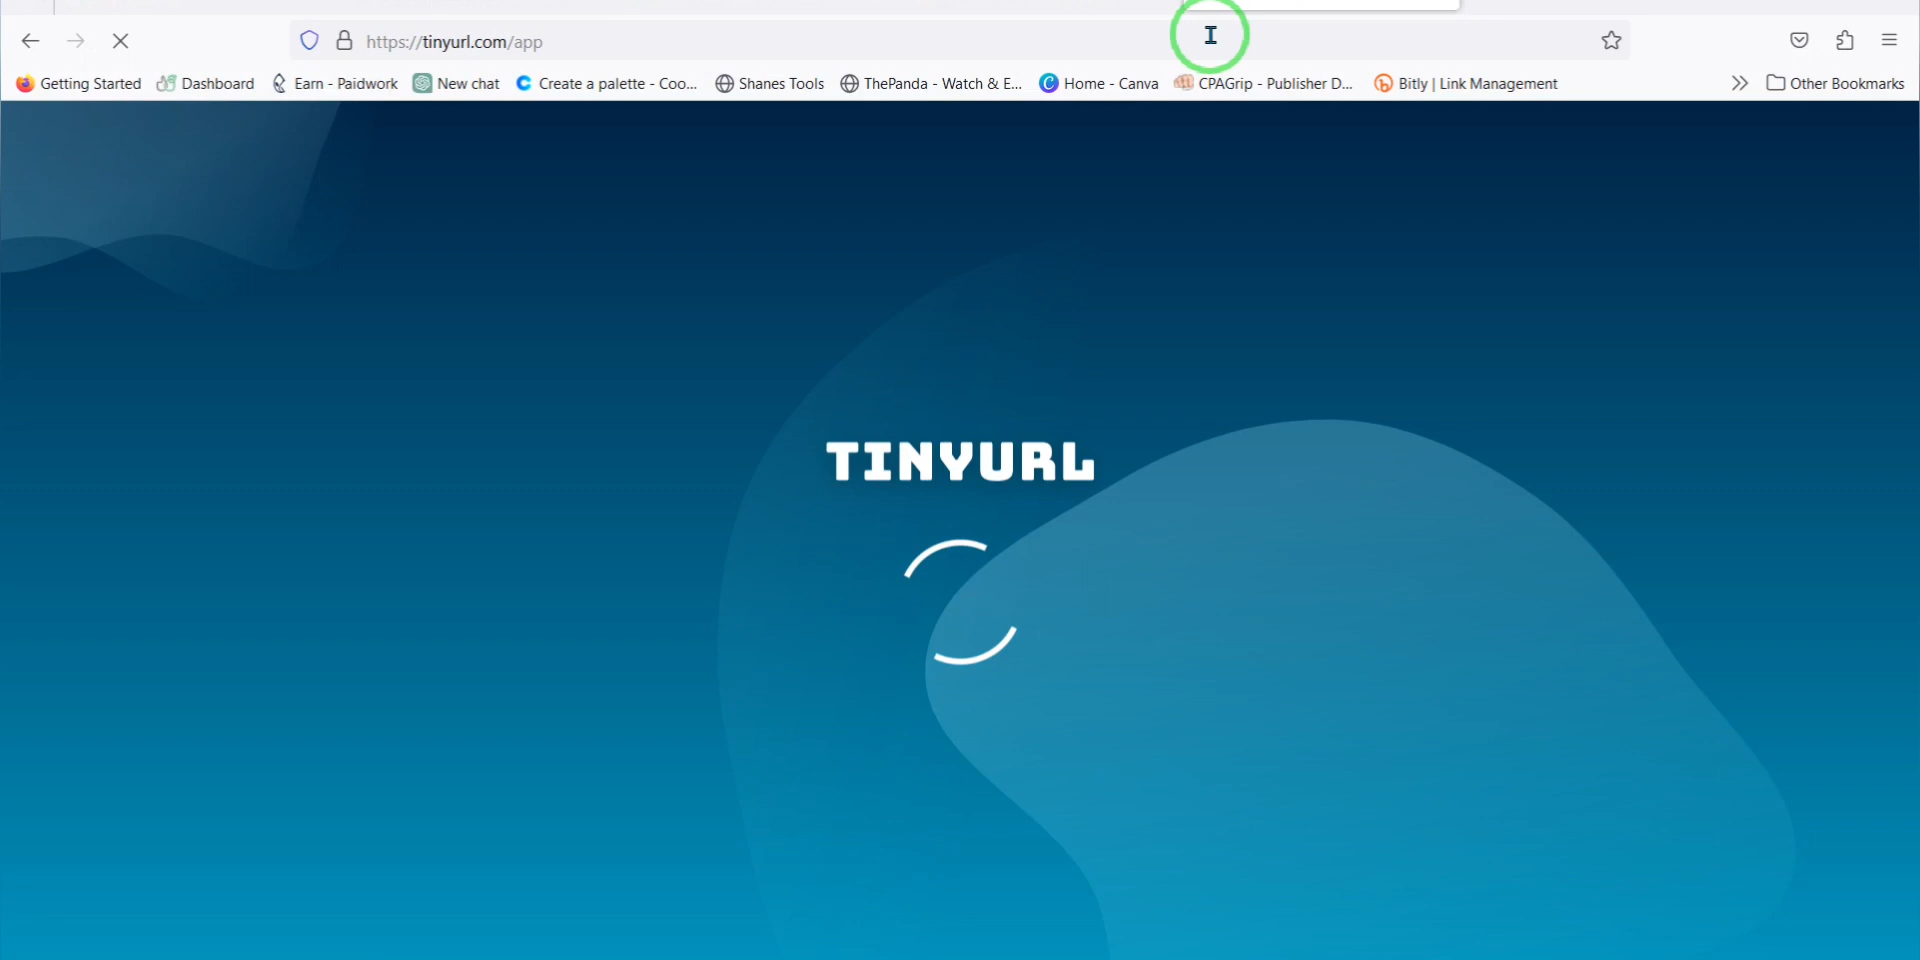 https://tinyurl.com/app
Getting Started Dashboard Earn - Paidwork New chat Create a palette - Coo... Shanes Tools ThePanda - Watch & E... Home - Canva CPAGrip - Publisher D... Bitly | Link Management Other Bookmarks
TINYURL